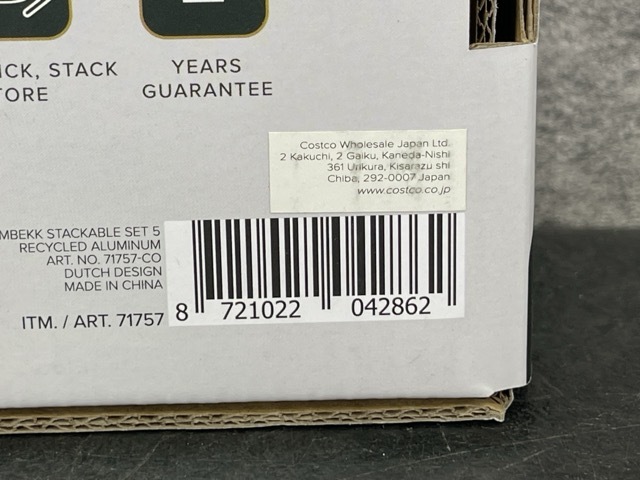 ICK, STACK
TORE
YEARS
GUARANTEE
Costco Wholesale Japan Ltd.
2 Kakuchi, 2 Gaiku, Kaneda-Nishi
361 Urikura, Kisarazu shi
Chiba, 292-0007 Japan
www.costco.co.jp
MBEKK STACKABLE SET 5
RECYCLED ALUMINUM
ART. NO. 71757-CO
DUTCH DESIGN
MADE IN CHINA
ITM. / ART. 71757
8 721022 042862